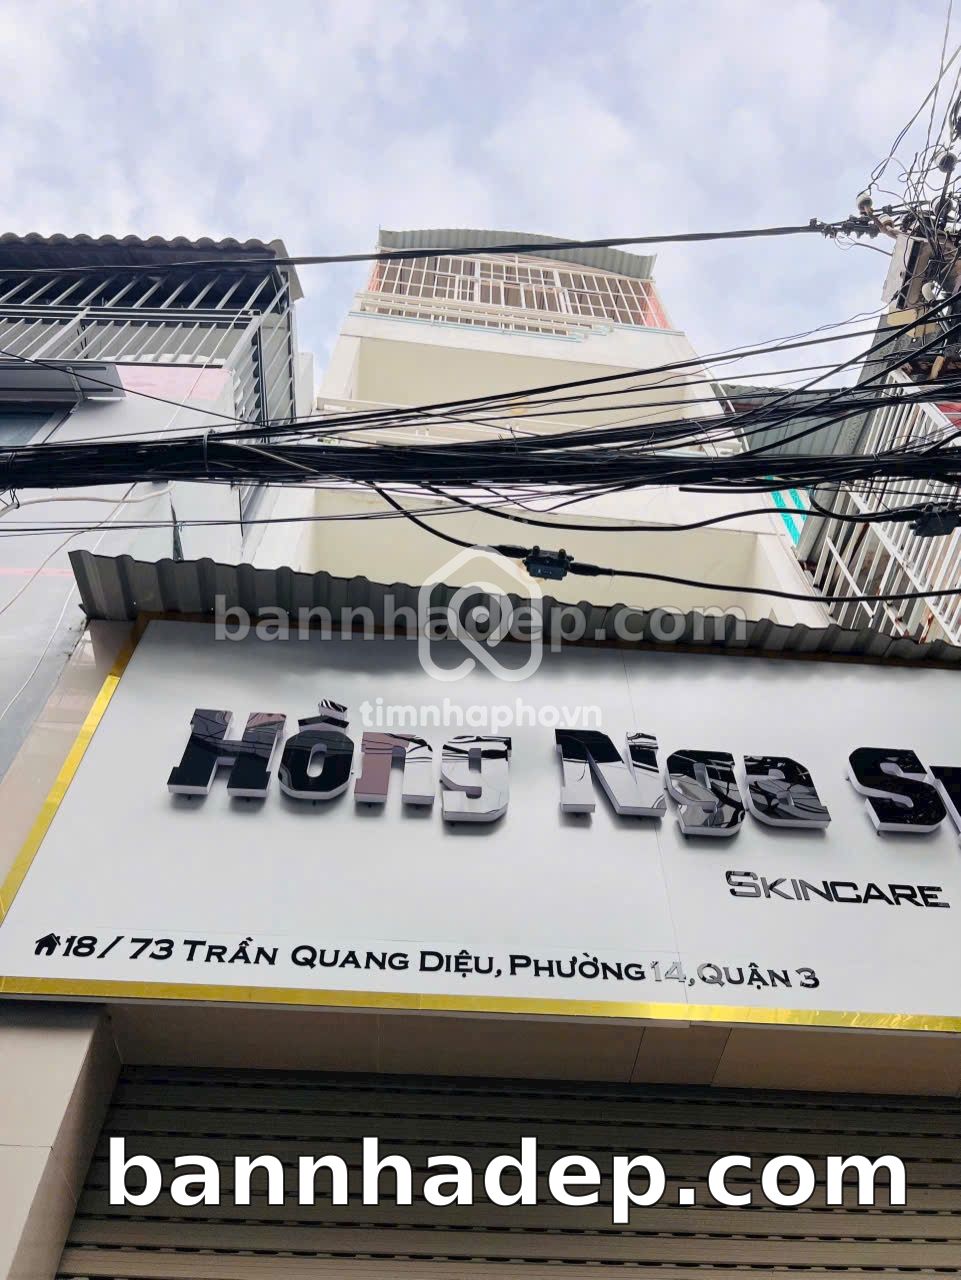 bannhadep.com
timnhapho.vn
Hồng Nga S
SKINCARE
18/73 TRẦN QUANG DIỆU, PHƯỜNG 14, QUẬN 3
bannhadep.com